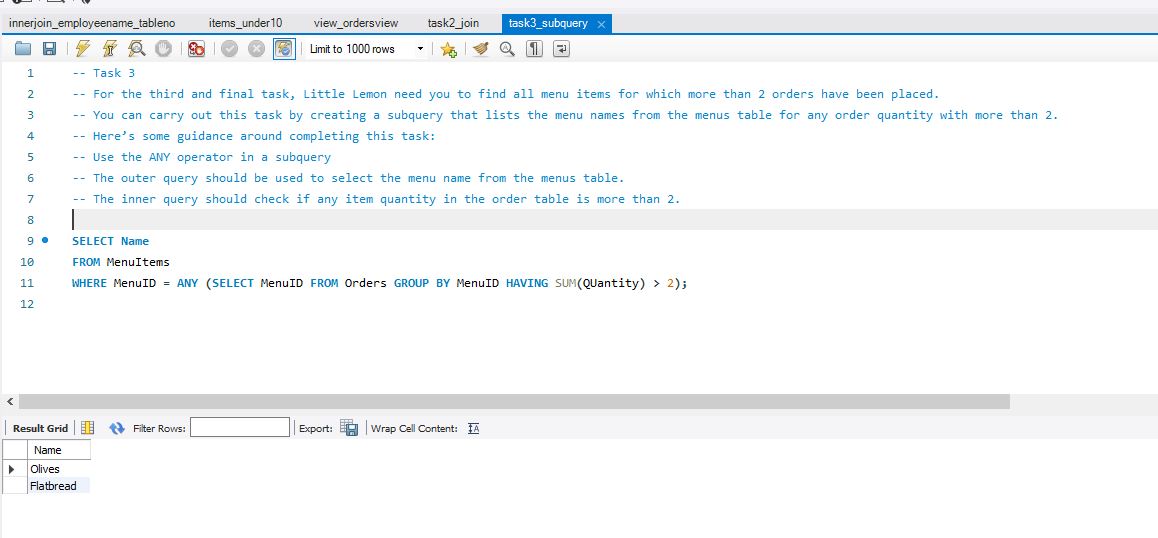 innerjoin_employeename_tableno items_under10 view_ordersview task2_join task3_subquery
Limit to 1000 rows
1 -- Task 3
2 -- For the third and final task, Little Lemon need you to find all menu items for which more than 2 orders have been placed.
3 -- You can carry out this task by creating a subquery that lists the menu names from the menus table for any order quantity with more than 2.
4 -- Here’s some guidance around completing this task:
5 -- Use the ANY operator in a subquery
6 -- The outer query should be used to select the menu name from the menus table.
7 -- The inner query should check if any item quantity in the order table is more than 2.
8
9 SELECT Name
10 FROM MenuItems
11 WHERE MenuID = ANY (SELECT MenuID FROM Orders GROUP BY MenuID HAVING SUM(QUantity) > 2);
12
Result Grid Filter Rows: Export: Wrap Cell Content: IA
Name
Olives
Flatbread